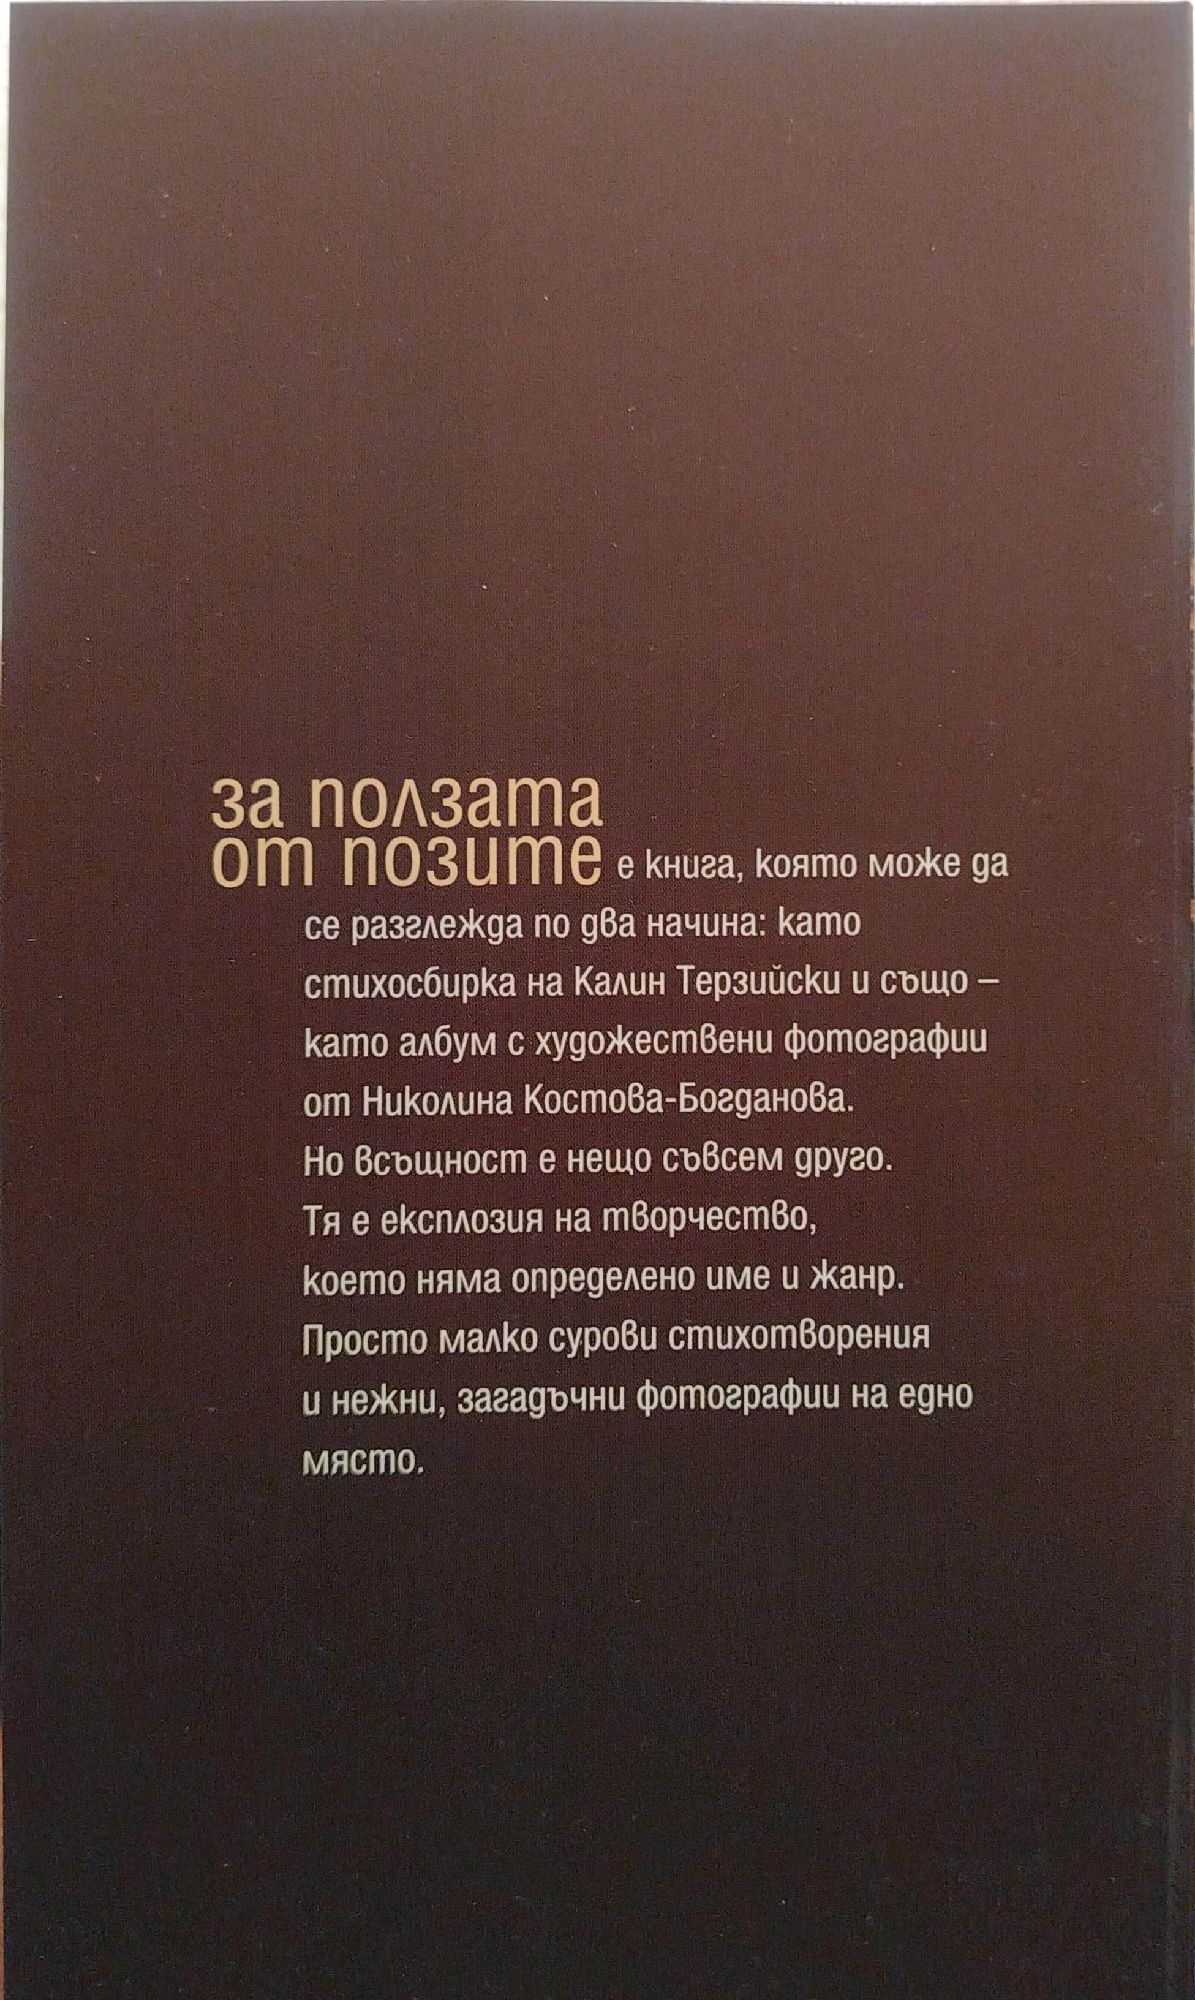 за ползата
от позите е книга, която може да
се разглежда по два начина: като
стихосбирка на Калин Терзийски и също –
като албум с художествени фотографии
от Николина Костова-Богданова.
Но всъщност е нещо съвсем друго.
Тя е експлозия на творчество,
което няма определено име и жанр.
Просто малко сурови стихотворения
и нежни, загадъчни фотографии на едно
място.